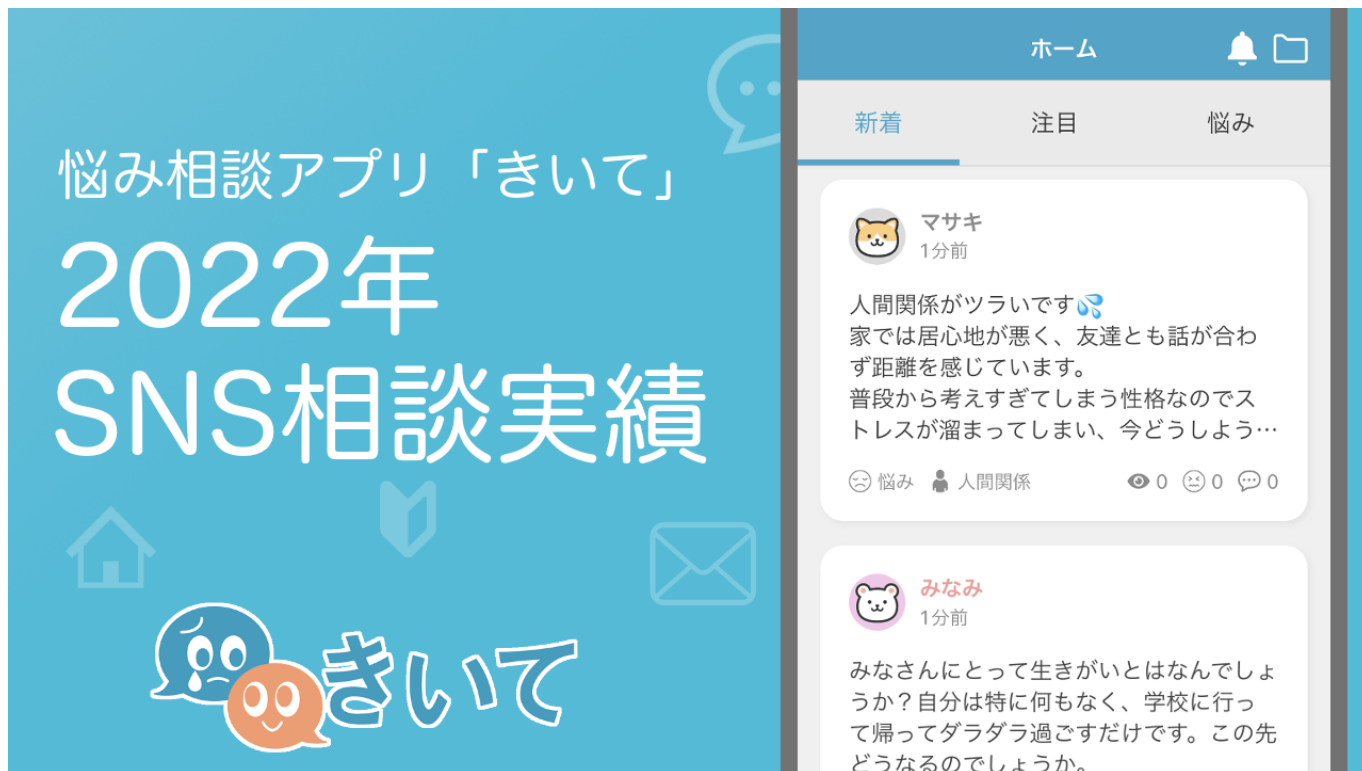 悩み相談アプリ「きいて」
2022年
SNS相談実績
きいて
ホーム
新着 注目 悩み
マサキ
1分前
人間関係がツラいです💦
家では居心地が悪く、友達とも話が合わ
ず距離を感じています。
普段から考えすぎてしまう性格なのでス
トレスが溜まってしまい、今どうしよう…
悩み 人間関係 0 0 0
みなみ
1分前
みなさんにとって生きがいとはなんでしょ
うか？自分は特に何もなく、学校に行っ
て帰ってダラダラ過ごすだけです。この先
どうなるのでしょうか。